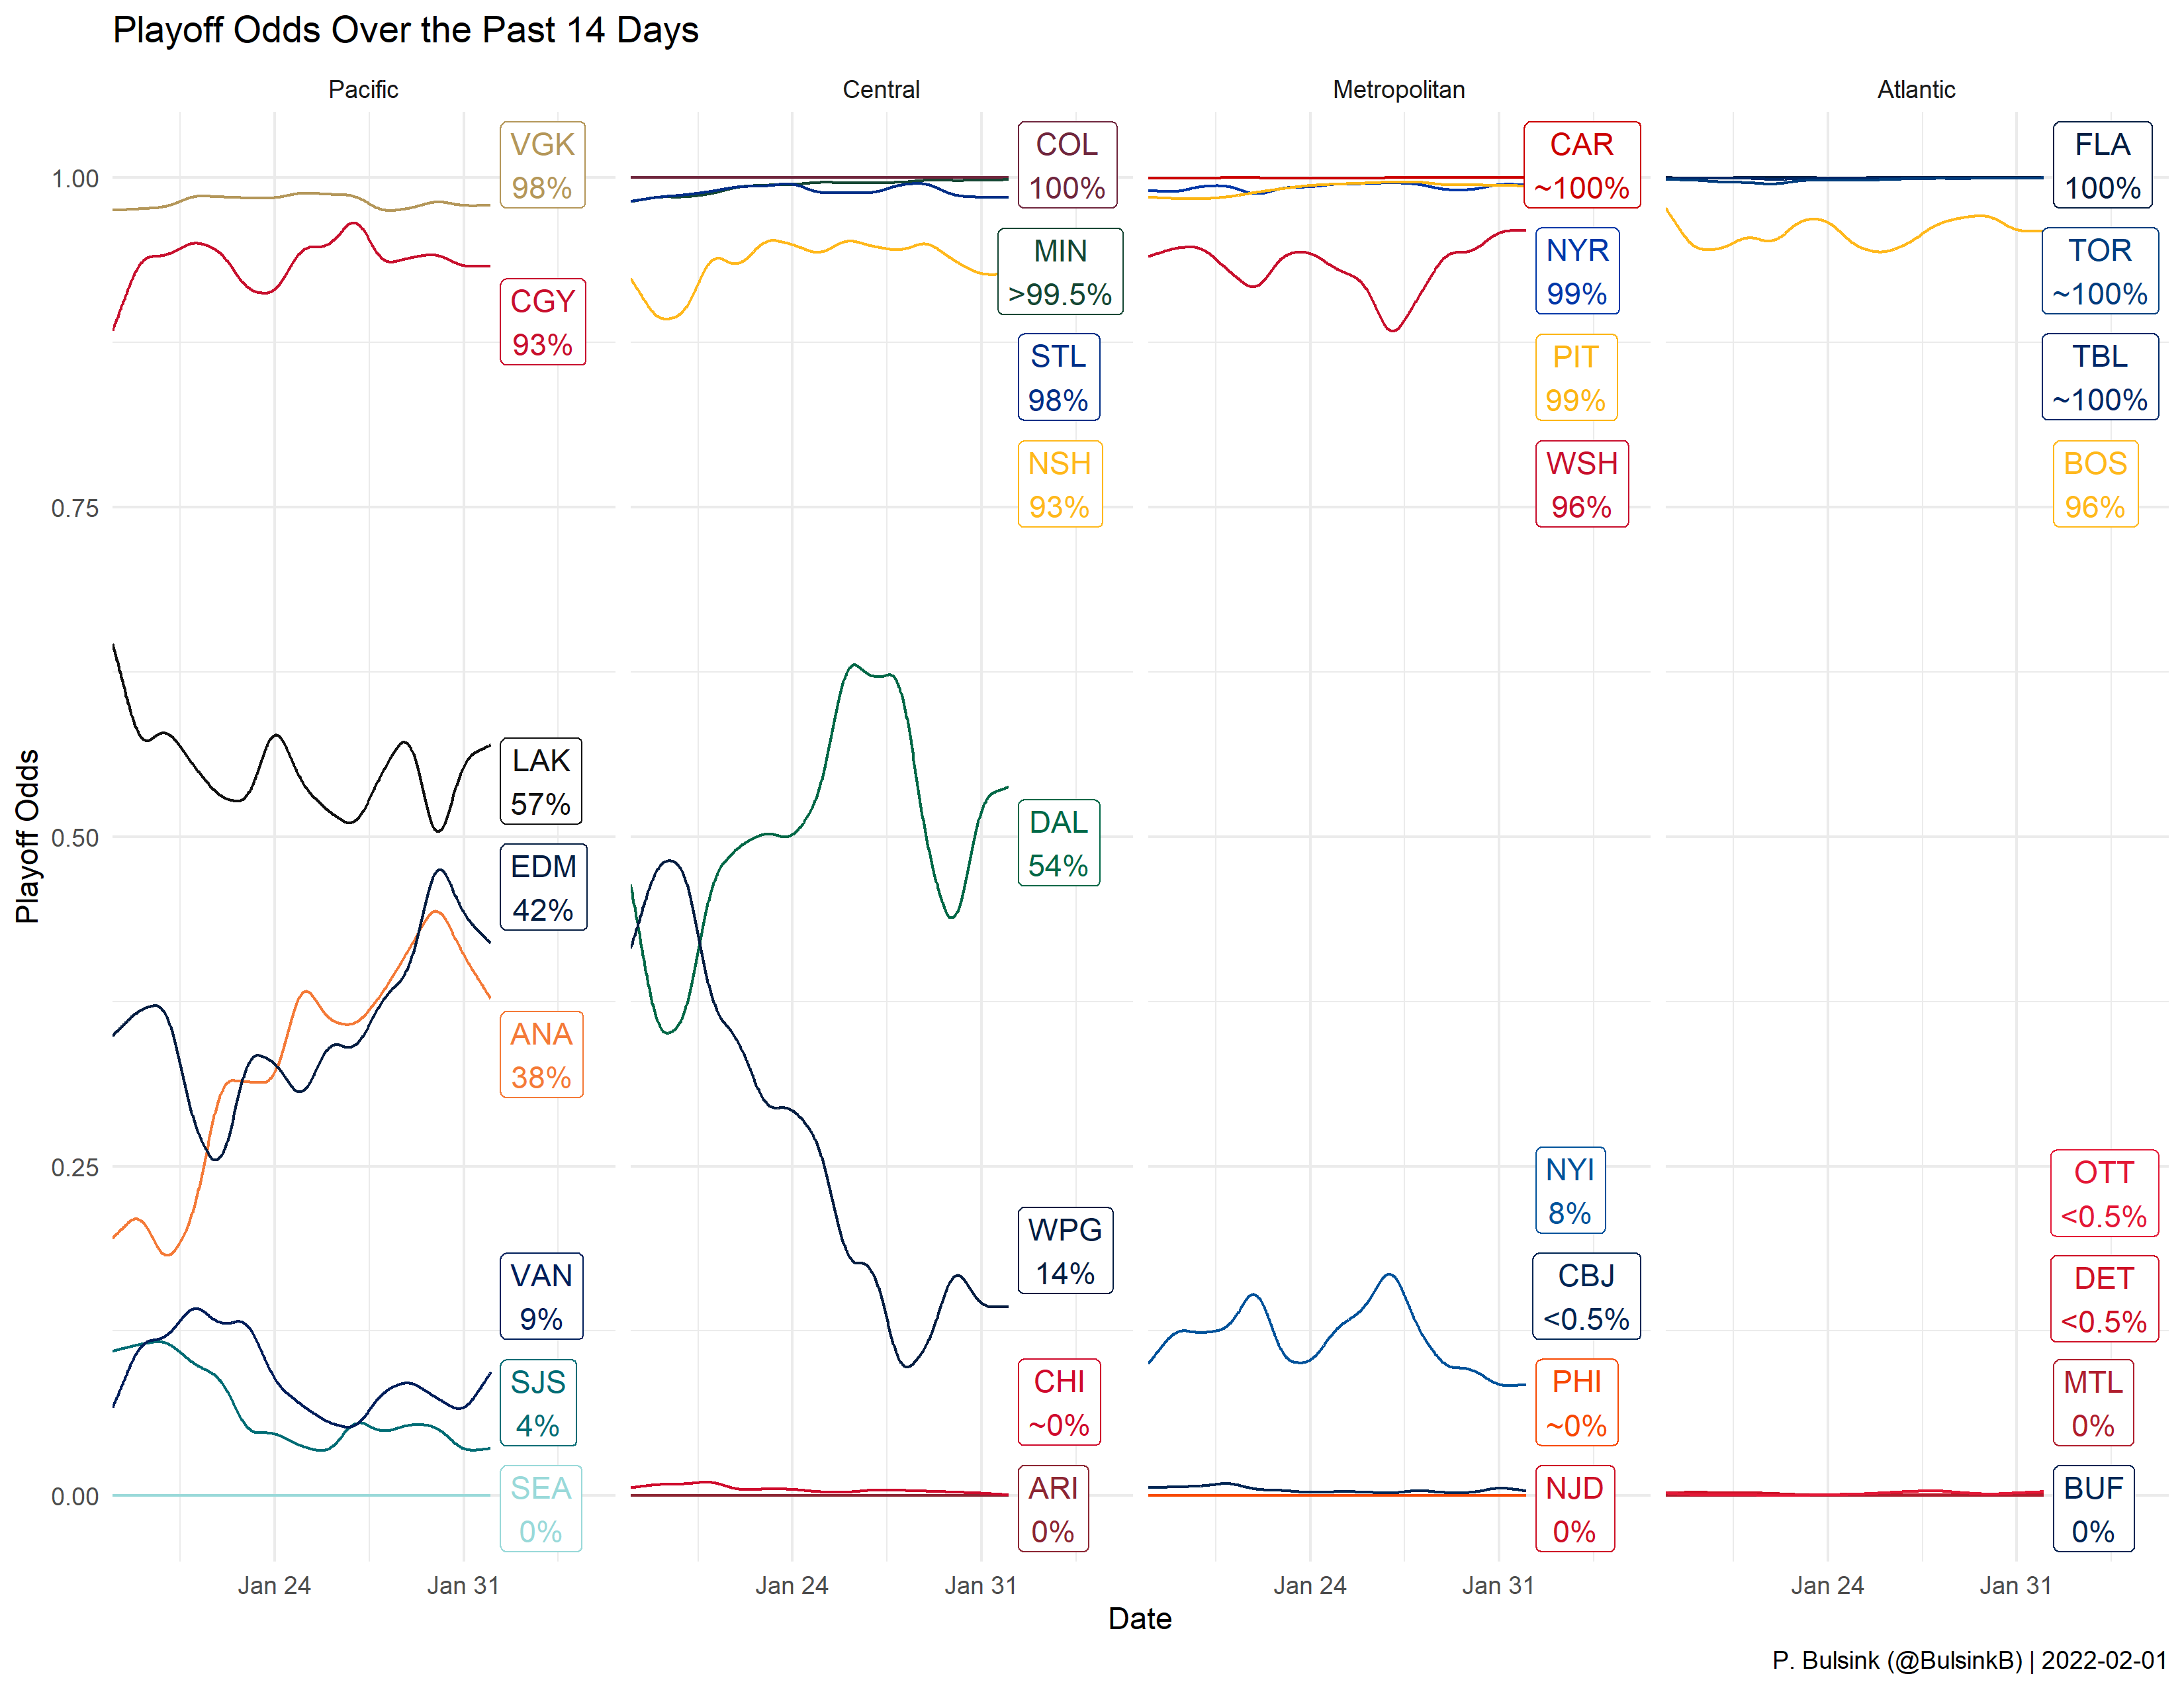 Playoff Odds Over the Past 14 Days
Pacific
Central
Metropolitan
Atlantic
Playoff Odds
1.00
0.75
0.50
0.25
0.00
VGK
98%
CGY
93%
LAK
57%
EDM
42%
ANA
38%
VAN
9%
SJS
4%
SEA
0%
COL
100%
MIN
>99.5%
STL
98%
NSH
93%
DAL
54%
WPG
14%
CHI
~0%
ARI
0%
CAR
~100%
NYR
99%
PIT
99%
WSH
96%
NYI
8%
CBJ
<0.5%
PHI
~0%
NJD
0%
FLA
100%
TOR
~100%
TBL
~100%
BOS
96%
OTT
<0.5%
DET
<0.5%
MTL
0%
BUF
0%
Jan 24
Jan 31
Jan 24
Jan 31
Jan 24
Jan 31
Jan 24
Jan 31
Date
P. Bulsink (@BulsinkB) | 2022-02-01